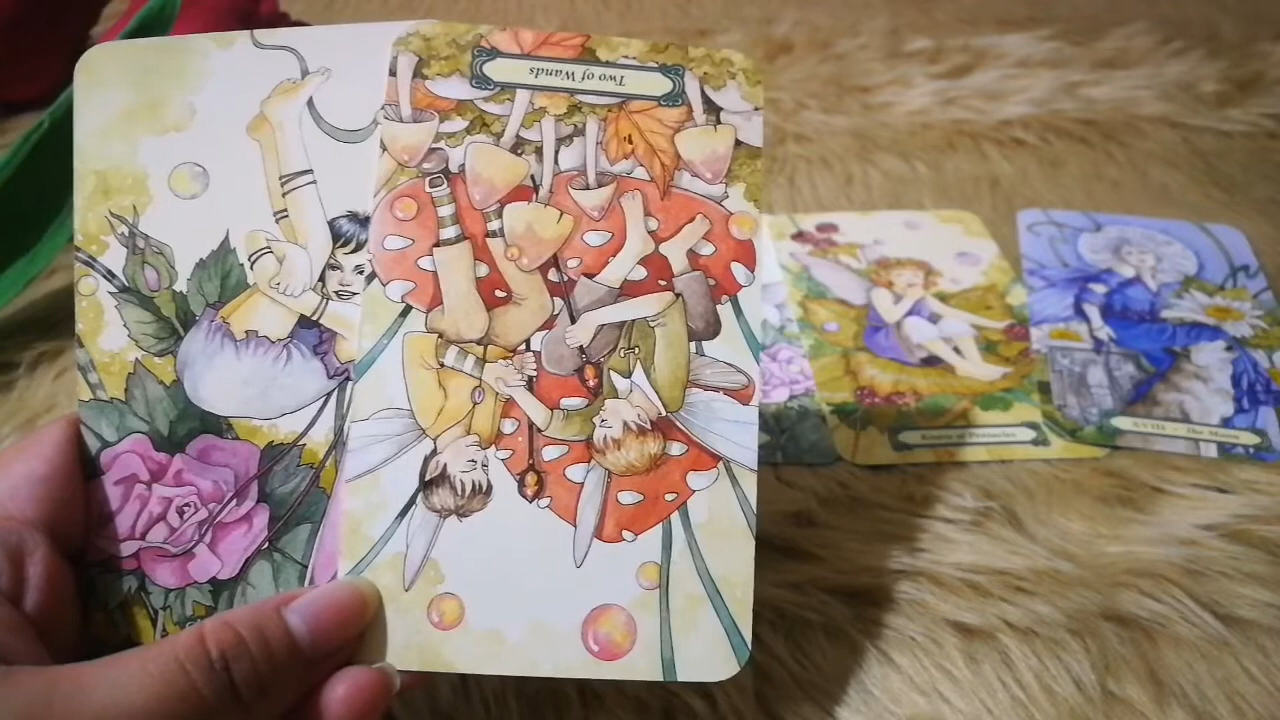 Two of Wands
Knave of Pentacles
XVIII - The Moon